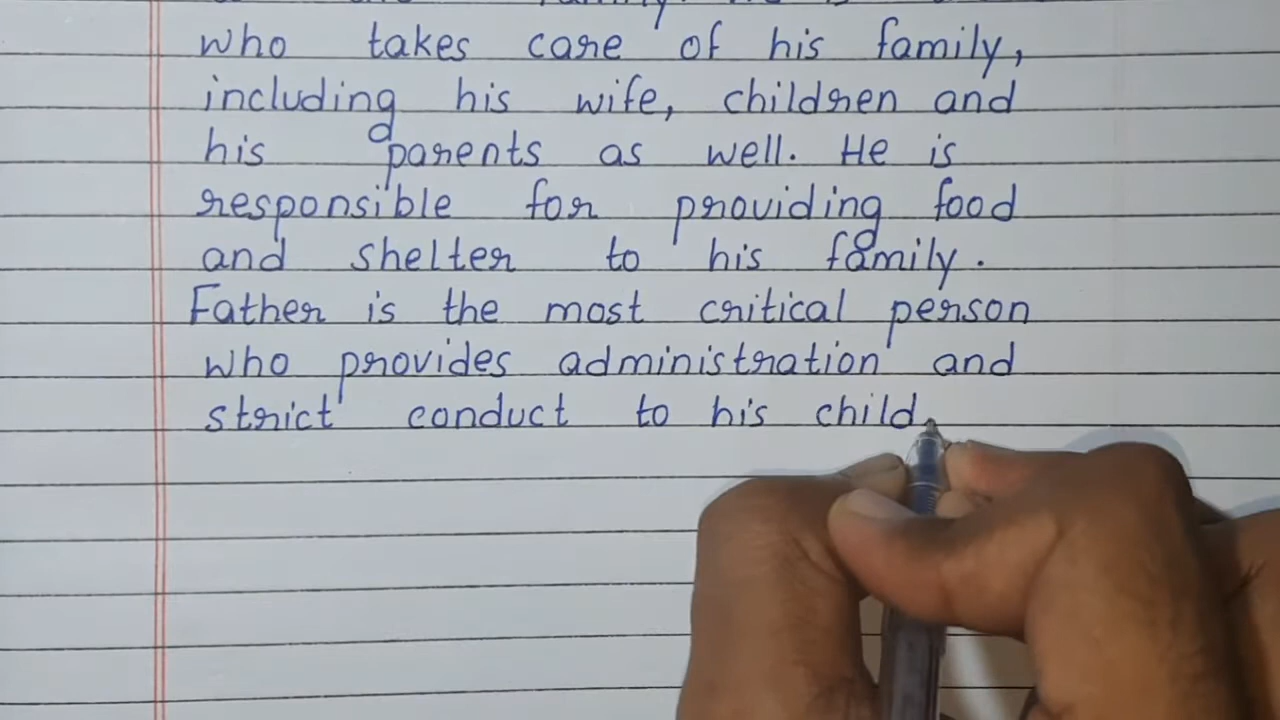 who takes care of his family,
including his wife, children and
his parents as well. He is
responsible for providing food
and shelter to his family.
Father is the most critical person
who provides administration and
strict conduct to his child